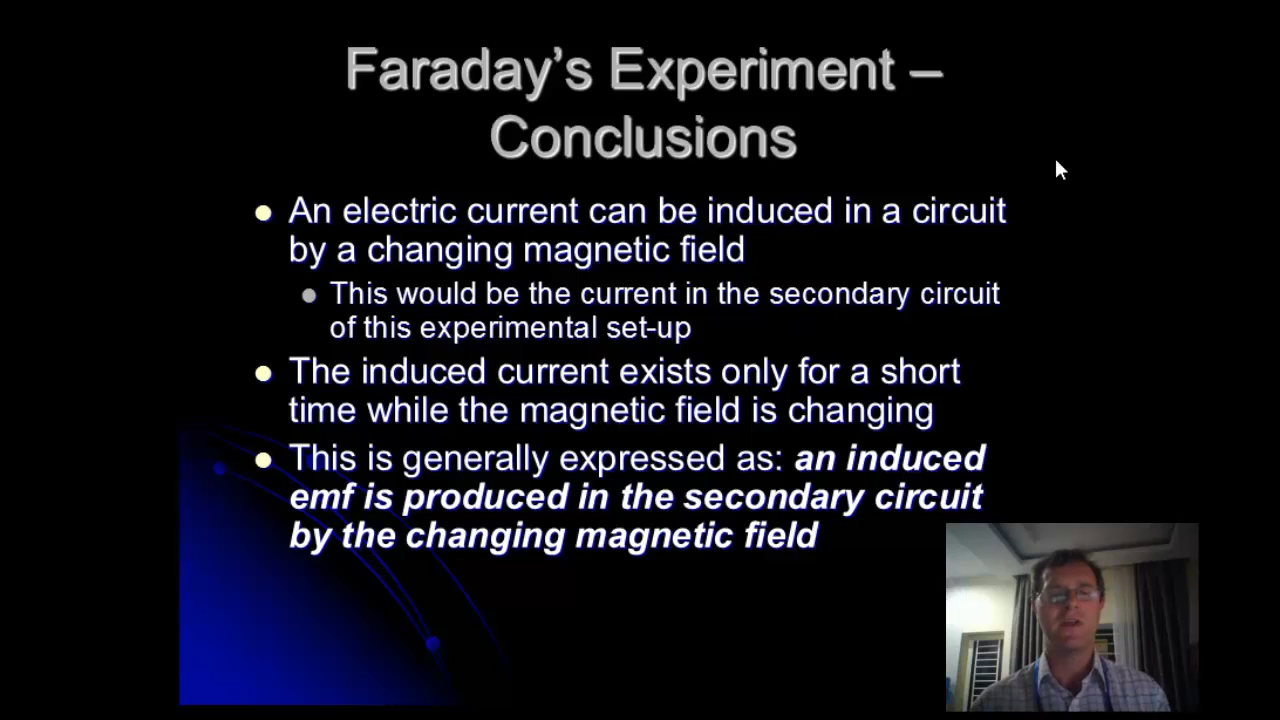 Faraday’s Experiment –
Conclusions
An electric current can be induced in a circuit
by a changing magnetic field
This would be the current in the secondary circuit
of this experimental set-up
The induced current exists only for a short
time while the magnetic field is changing
This is generally expressed as: an induced
emf is produced in the secondary circuit
by the changing magnetic field